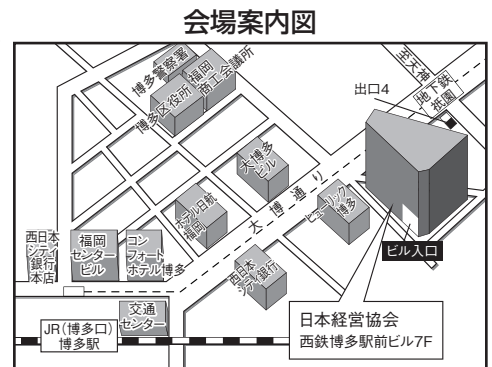 会場案内図
博多警察署
博多区役所
福岡
商工会議所
至天神
地下鉄
祇園
出口4
大博多
ビル
大博通り
ホテル日航
福岡
ヒューリック
博多
西日本
シティ銀行
ビル入口
西日本
シティ
銀行
本店
福岡
センター
ビル
コン
フォート
ホテル博多
交通
センター
JR(博多口)
博多駅
日本経営協会
西鉄博多駅前ビル7F